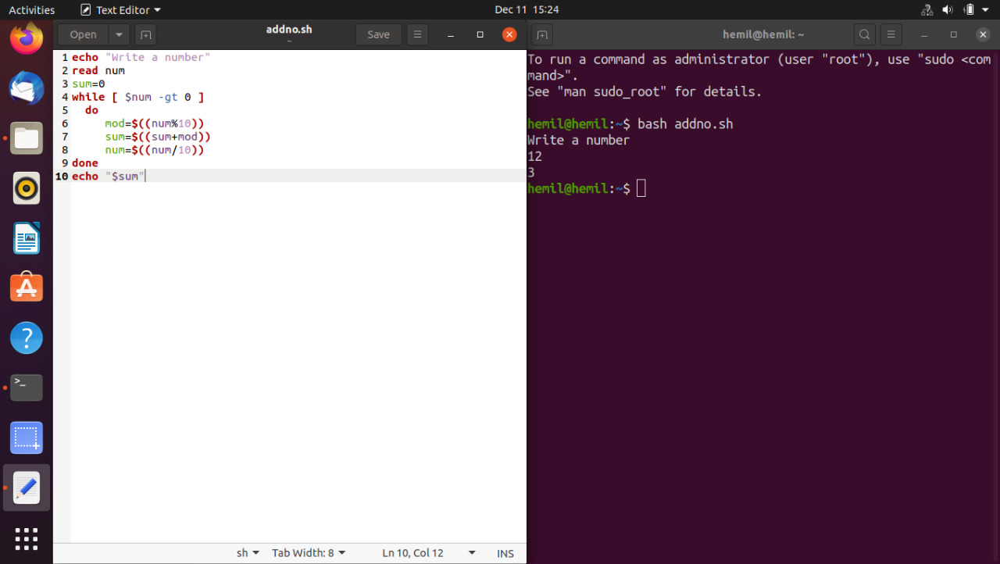 Activities Text Editor Dec 11 15:24
Open addno.sh Save
~
hemil@hemil: ~
1 echo "Write a number"
2 read num
3 sum=0
4 while [ $num -gt 0 ]
5   do
6      mod=$((num%10))
7      sum=$((sum+mod))
8      num=$((num/10))
9 done
10 echo "$sum"
sh Tab Width: 8 Ln 10, Col 12 INS
To run a command as administrator (user "root"), use "sudo <com
mand>".
See "man sudo_root" for details.
hemil@hemil:~$ bash addno.sh
Write a number
12
3
hemil@hemil:~$